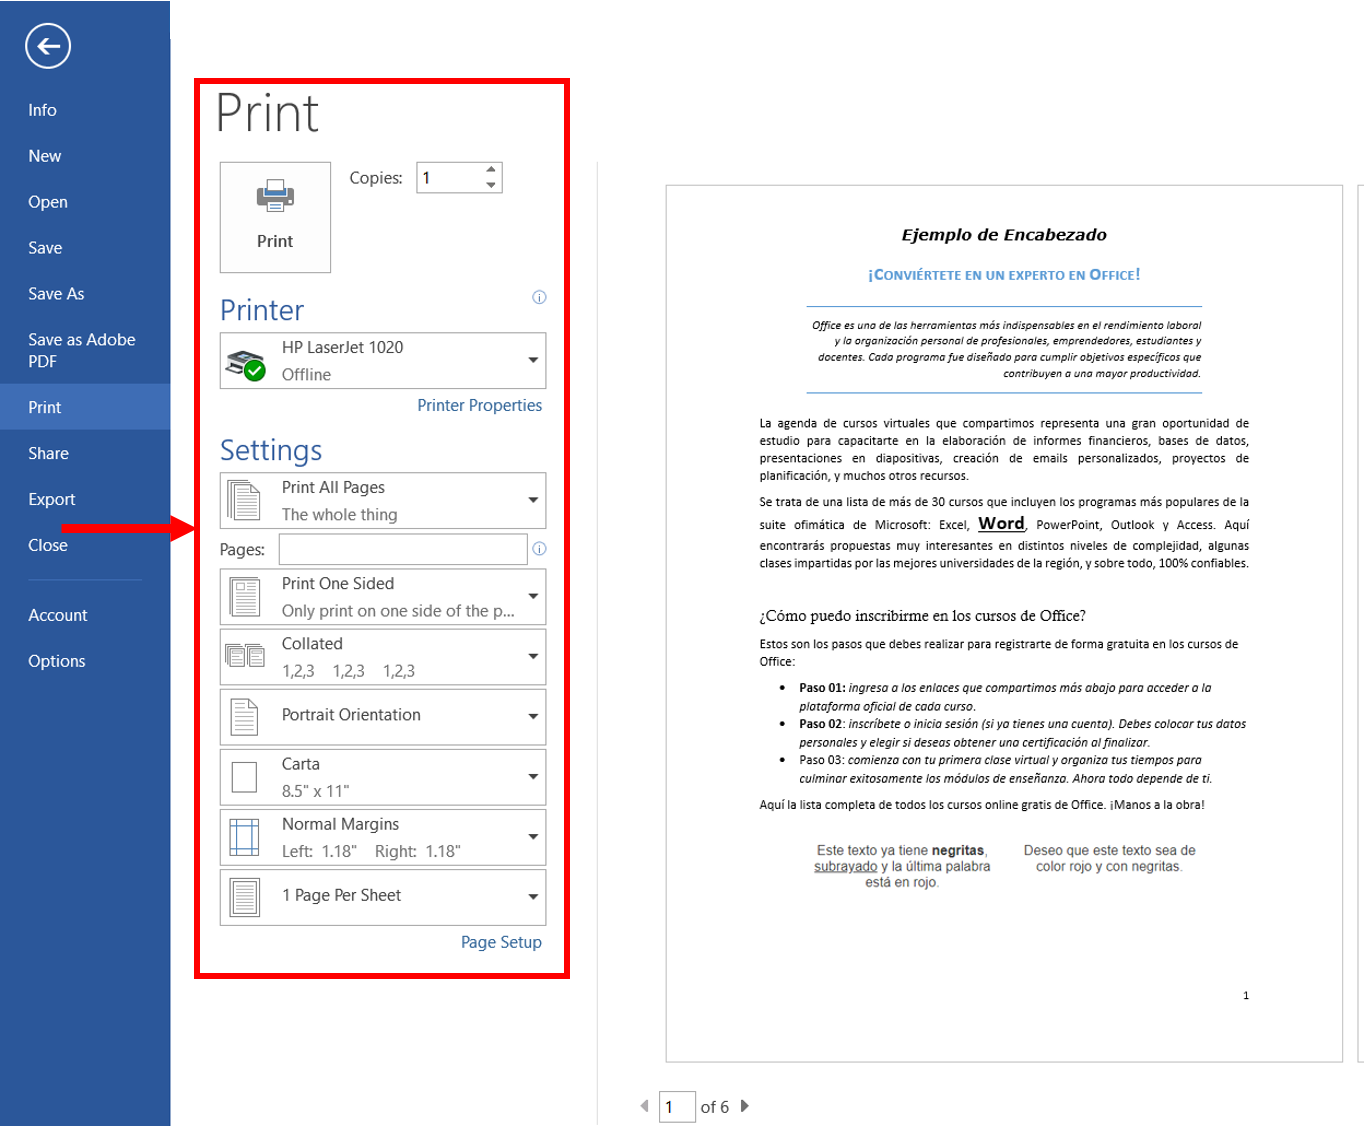 Info
New
Open
Save
Save As
Save as Adobe
PDF
Print
Share
Export
Close
Account
Options
Print
Print
Copies:
1
Printer
HP LaserJet 1020
Offline
Printer Properties
Settings
Print All Pages
The whole thing
Pages:
Print One Sided
Only print on one side of the p...
Collated
1,2,3 1,2,3 1,2,3
Portrait Orientation
Carta
8.5" x 11"
Normal Margins
Left: 1.18" Right: 1.18"
1 Page Per Sheet
Page Setup
Ejemplo de Encabezado
¡Conviértete en un experto en Office!
Office es una de las herramientas más indispensables en el rendimiento laboral
y la organización personal de profesionales, emprendedores, estudiantes y
docentes. Cada programa fue diseñado para cumplir objetivos específicos que
contribuyen a una mayor productividad.
La agenda de cursos virtuales que compartimos representa una gran oportunidad de
estudio para capacitarte en la elaboración de informes financieros, bases de datos,
presentaciones en diapositivas, creación de emails personalizados, proyectos de
planificación, y muchos otros recursos.
Se trata de una lista de más de 30 cursos que incluyen los programas más populares de la
suite ofimática de Microsoft: Excel, Word, PowerPoint, Outlook y Access. Aquí
encontrarás propuestas muy interesantes en distintos niveles de complejidad, algunas
clases impartidas por las mejores universidades de la región, y sobre todo, 100% confiables.
¿Cómo puedo inscribirme en los cursos de Office?
Estos son los pasos que debes realizar para registrarte de forma gratuita en los cursos de
Office:
• Paso 01: ingresa a los enlaces que compartimos más abajo para acceder a la
plataforma oficial de cada curso.
• Paso 02: inscríbete o inicia sesión (si ya tienes una cuenta). Debes colocar tus datos
personales y elegir si deseas obtener una certificación al finalizar.
• Paso 03: comienza con tu primera clase virtual y organiza tus tiempos para
culminar exitosamente los módulos de enseñanza. Ahora todo depende de ti.
Aquí la lista completa de todos los cursos online gratis de Office. ¡Manos a la obra!
Este texto ya tiene negritas,
subrayado y la última palabra
está en rojo.
Deseo que este texto sea de
color rojo y con negritas.
1
1 of 6